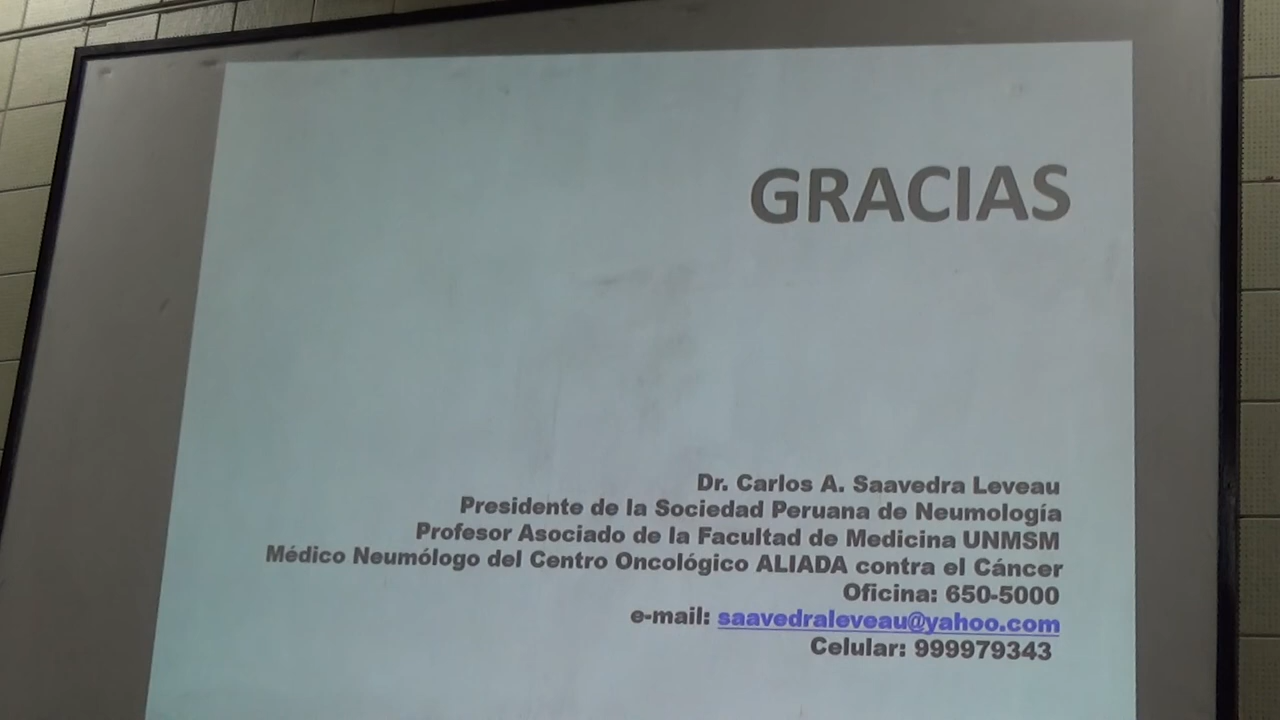 GRACIAS
Dr. Carlos A. Saavedra Leveau
Presidente de la Sociedad Peruana de Neumología
Profesor Asociado de la Facultad de Medicina UNMSM
Médico Neumólogo del Centro Oncológico ALIADA contra el Cáncer
Oficina: 650-5000
e-mail: saavedraleveau@yahoo.com
Celular: 999979343